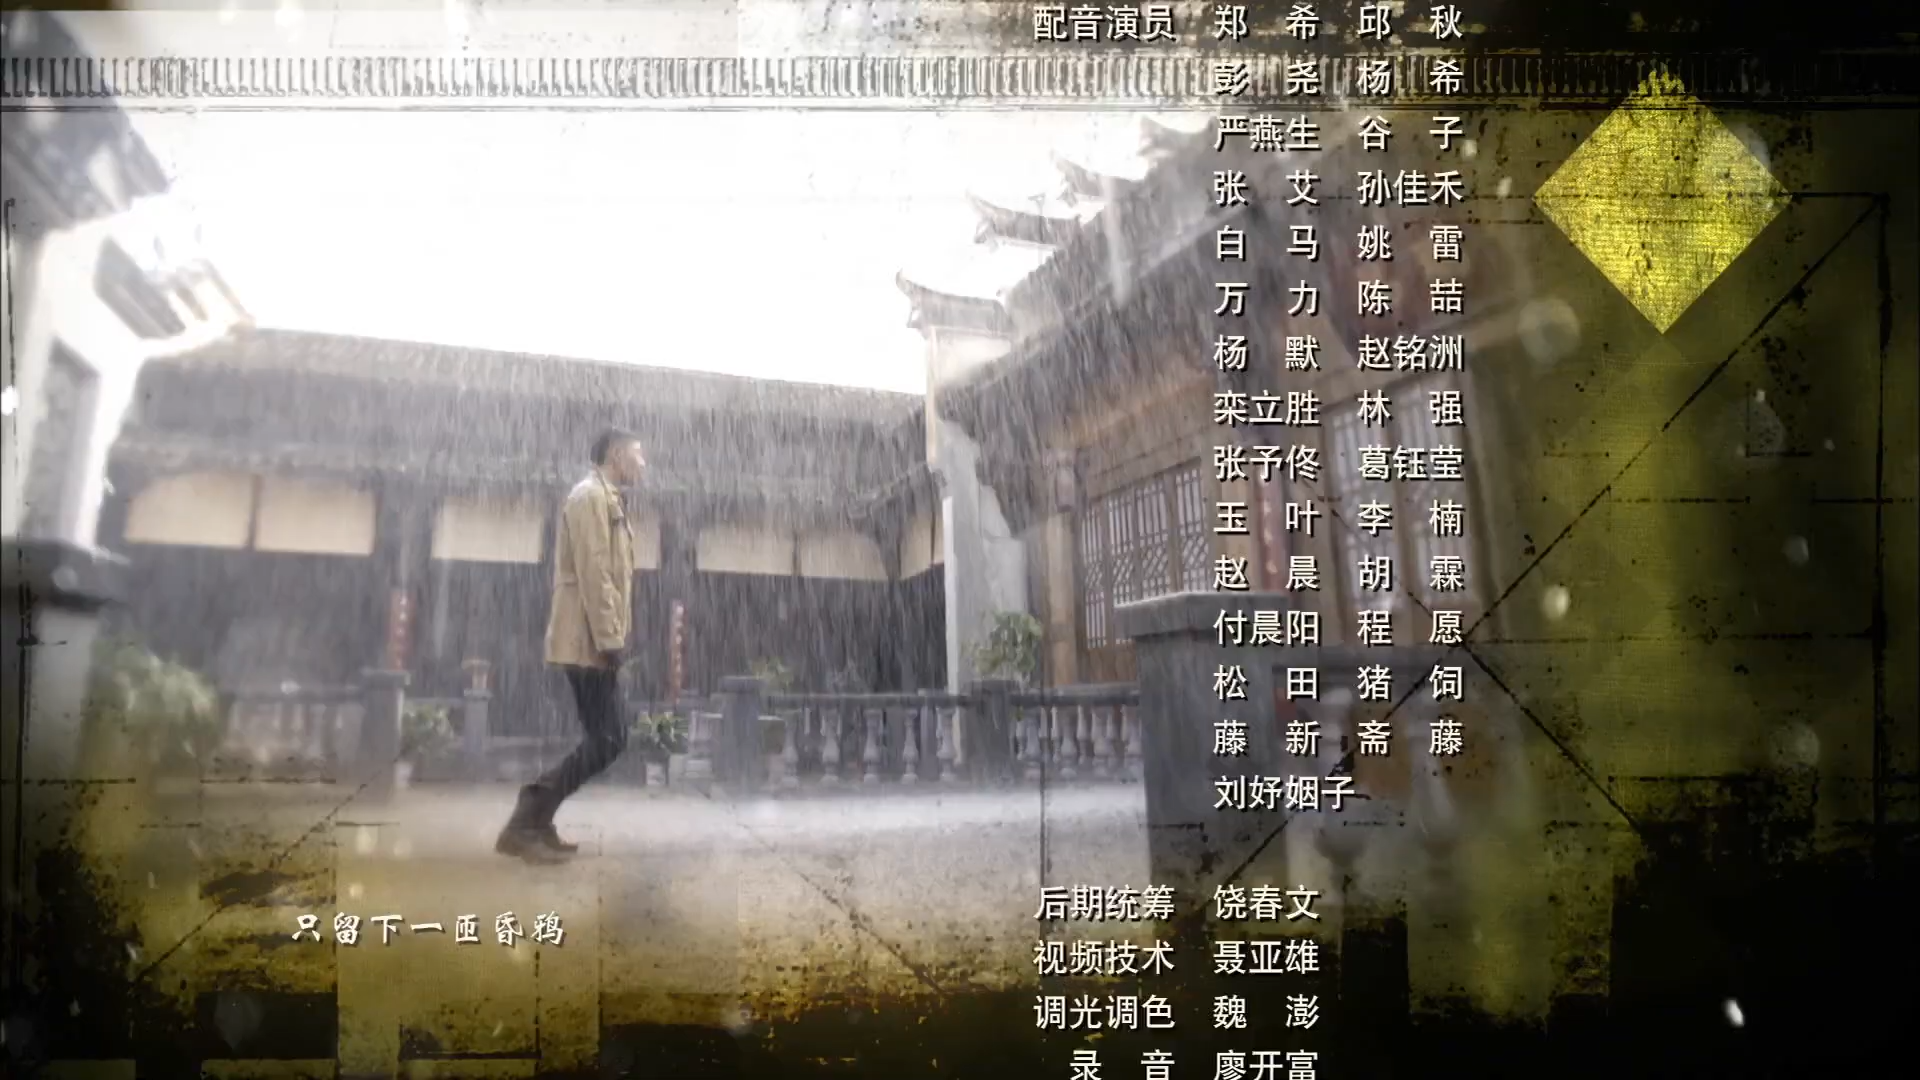 配音演员 郑 希 邱 秋
彭 尧 杨 希
严燕生 谷 子
张 艾 孙佳禾
白 马 姚 雷
万 力 陈 喆
杨 默 赵铭洲
栾立胜 林 强
张予佟 葛钰莹
玉 叶 李 楠
赵 晨 胡 霖
付晨阳 程 愿
松 田 猪 饲
藤 新 斋 藤
刘妤姻子
只留下一匝昏鸦
后期统筹 饶春文
视频技术 聂亚雄
调光调色 魏 澎
录 音 廖开富